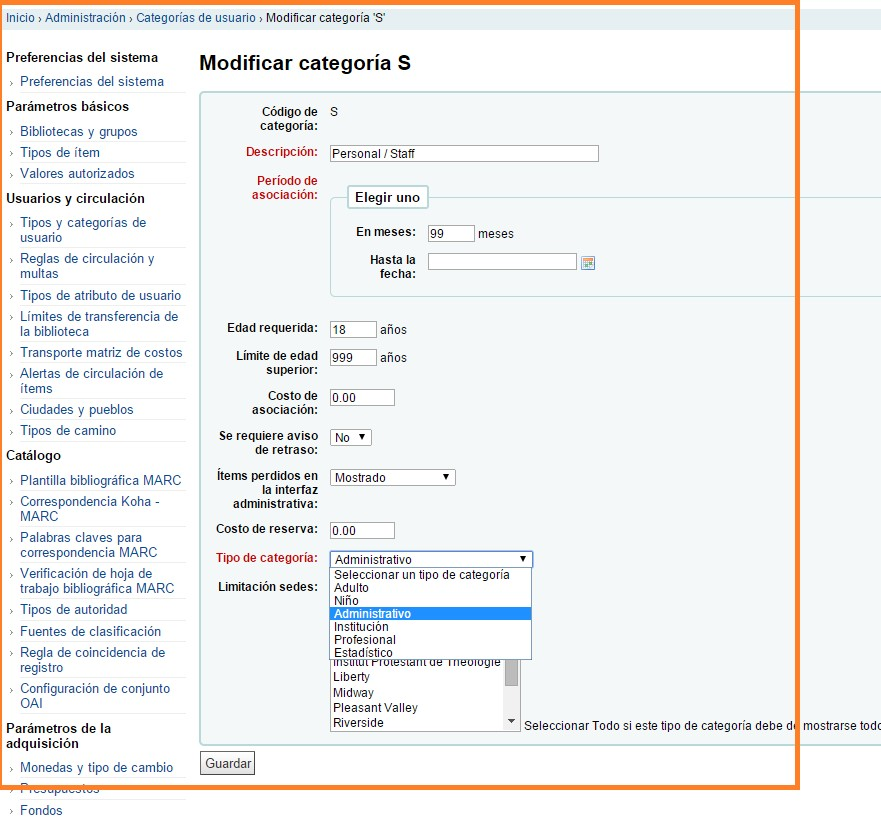 Inicio › Administración › Categorías de usuario › Modificar categoría 'S'
Preferencias del sistema
› Preferencias del sistema
Parámetros básicos
› Bibliotecas y grupos
› Tipos de ítem
› Valores autorizados
Usuarios y circulación
› Tipos y categorías de
usuario
› Reglas de circulación y
multas
› Tipos de atributo de usuario
› Límites de transferencia de
la biblioteca
› Transporte matriz de costos
› Alertas de circulación de
ítems
› Ciudades y pueblos
› Tipos de camino
Catálogo
› Plantilla bibliográfica MARC
› Correspondencia Koha -
MARC
› Palabras claves para
correspondencia MARC
› Verificación de hoja de
trabajo bibliográfica MARC
› Tipos de autoridad
› Fuentes de clasificación
› Regla de coincidencia de
registro
› Configuración de conjunto
OAI
Parámetros de la
adquisición
› Monedas y tipo de cambio
› Presupuestos
› Fondos
Modificar categoría S
Código de
categoría:
S
Descripción: Personal / Staff
Período de
asociación:
Elegir uno
En meses: 99 meses
Hasta la
fecha:
Edad requerida: 18 años
Límite de edad
superior:
999 años
Costo de
asociación:
0.00
Se requiere aviso
de retraso:
No
Ítems perdidos en
la interfaz
administrativa:
Mostrado
Costo de reserva: 0.00
Tipo de categoría: Administrativo
Seleccionar un tipo de categoría
Adulto
Niño
Administrativo
Institución
Profesional
Estadístico
Limitación sedes:
Institut Protestant de Théologie
Liberty
Midway
Pleasant Valley
Riverside
Seleccionar Todo si este tipo de categoría debe de mostrarse todo
Guardar